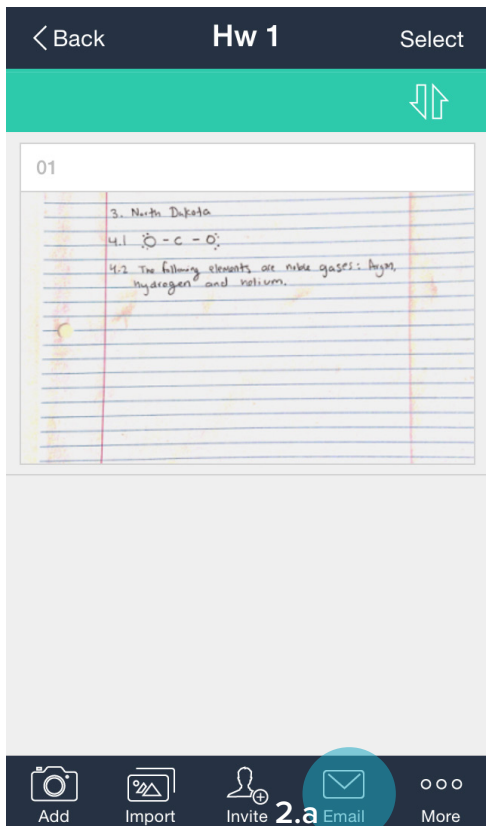 Back Hw 1 Select
01
3. North Dakota
4.1 :Ö - C - Ö:
4.2 The following elements are noble gases: Argon,
hydrogen and helium.
Add Import Invite 2.a Email More